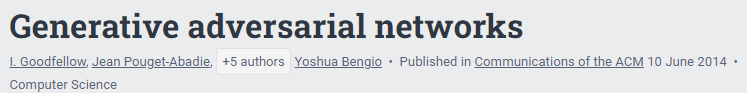 Generative adversarial networks
I. Goodfellow, Jean Pouget-Abadie, +5 authors Yoshua Bengio • Published in Communications of the ACM 10 June 2014 •
Computer Science